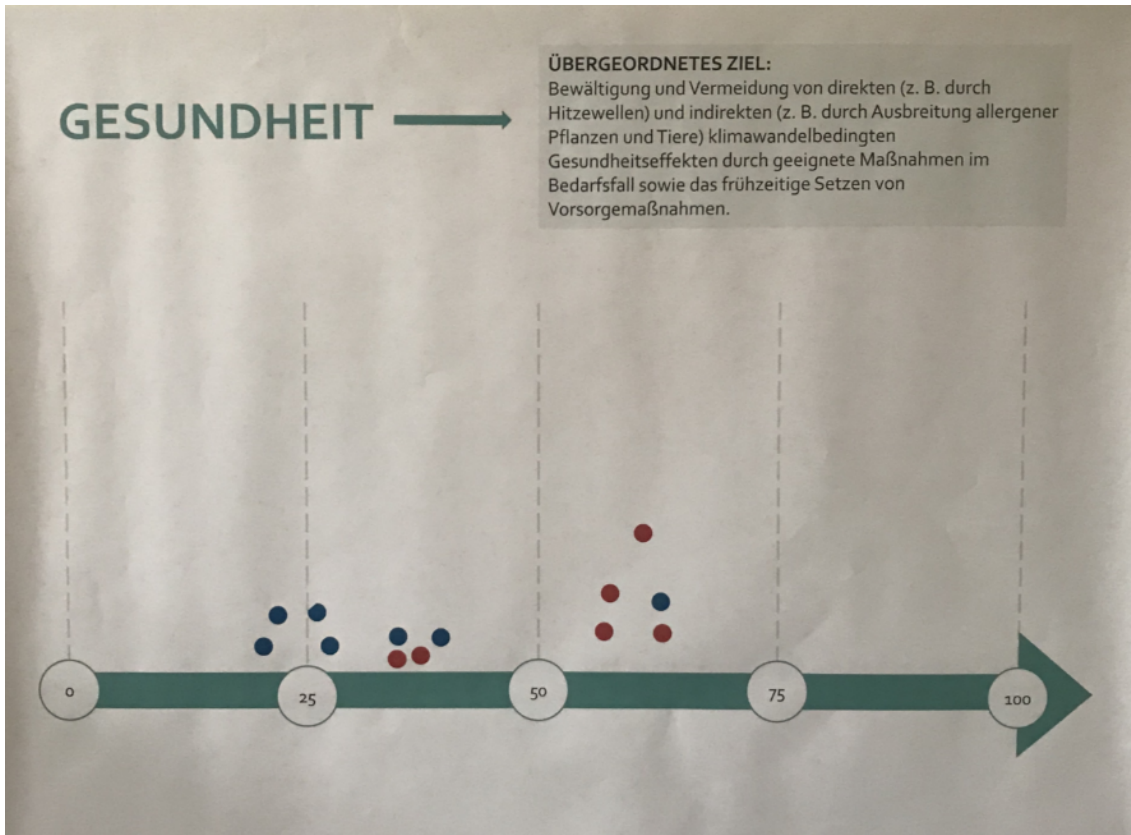 GESUNDHEIT
ÜBERGEORDNETES ZIEL:
Bewältigung und Vermeidung von direkten (z. B. durch
Hitzewellen) und indirekten (z. B. durch Ausbreitung allergener
Pflanzen und Tiere) klimawandelbedingten
Gesundheitseffekten durch geeignete Maßnahmen im
Bedarfsfall sowie das frühzeitige Setzen von
Vorsorgemaßnahmen.
0 25 50 75 100